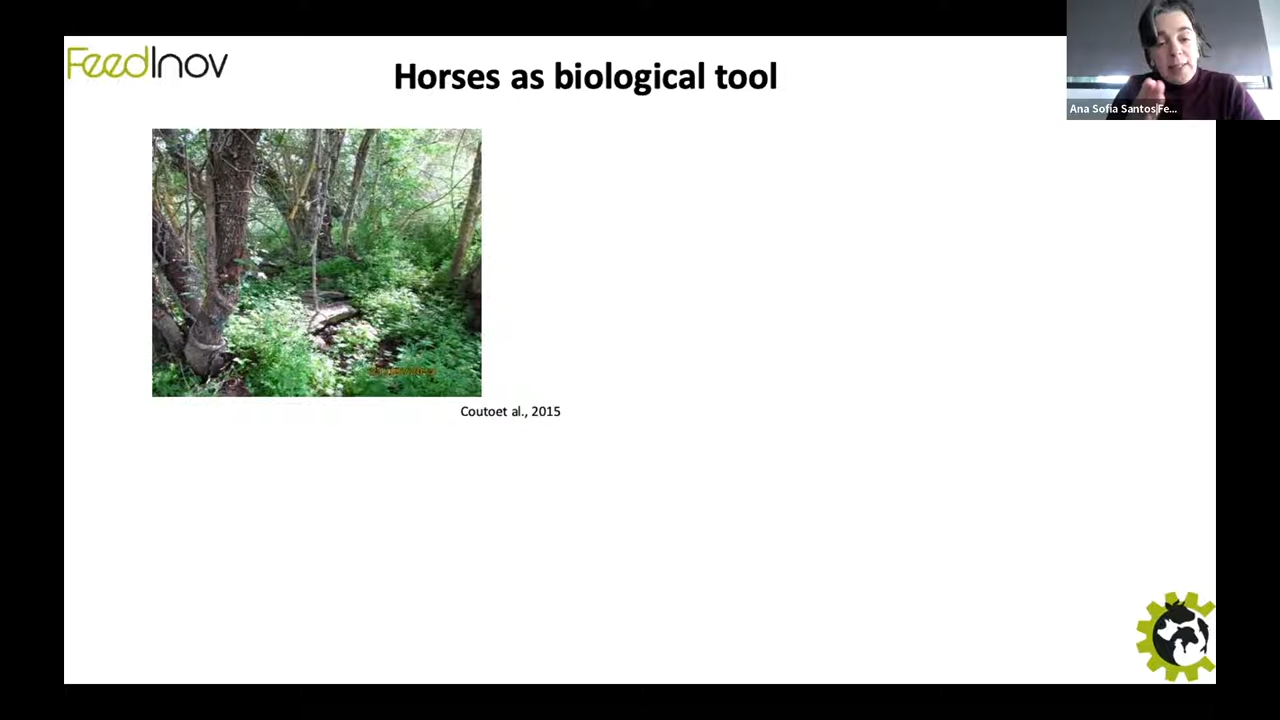 FeedInov
Horses as biological tool
Ana Sofia Santos Fe...
Coutoet al., 2015